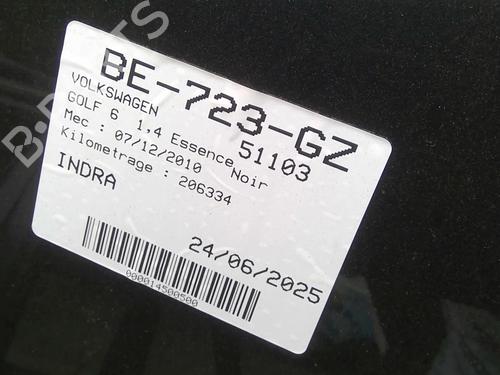 BE-723-GZ
VOLKSWAGEN 51103
GOLF 6 1,4 Essence Noir
Mec : 07/12/2010
Kilometrage : 206334
INDRA
24/06/2025
000014500500